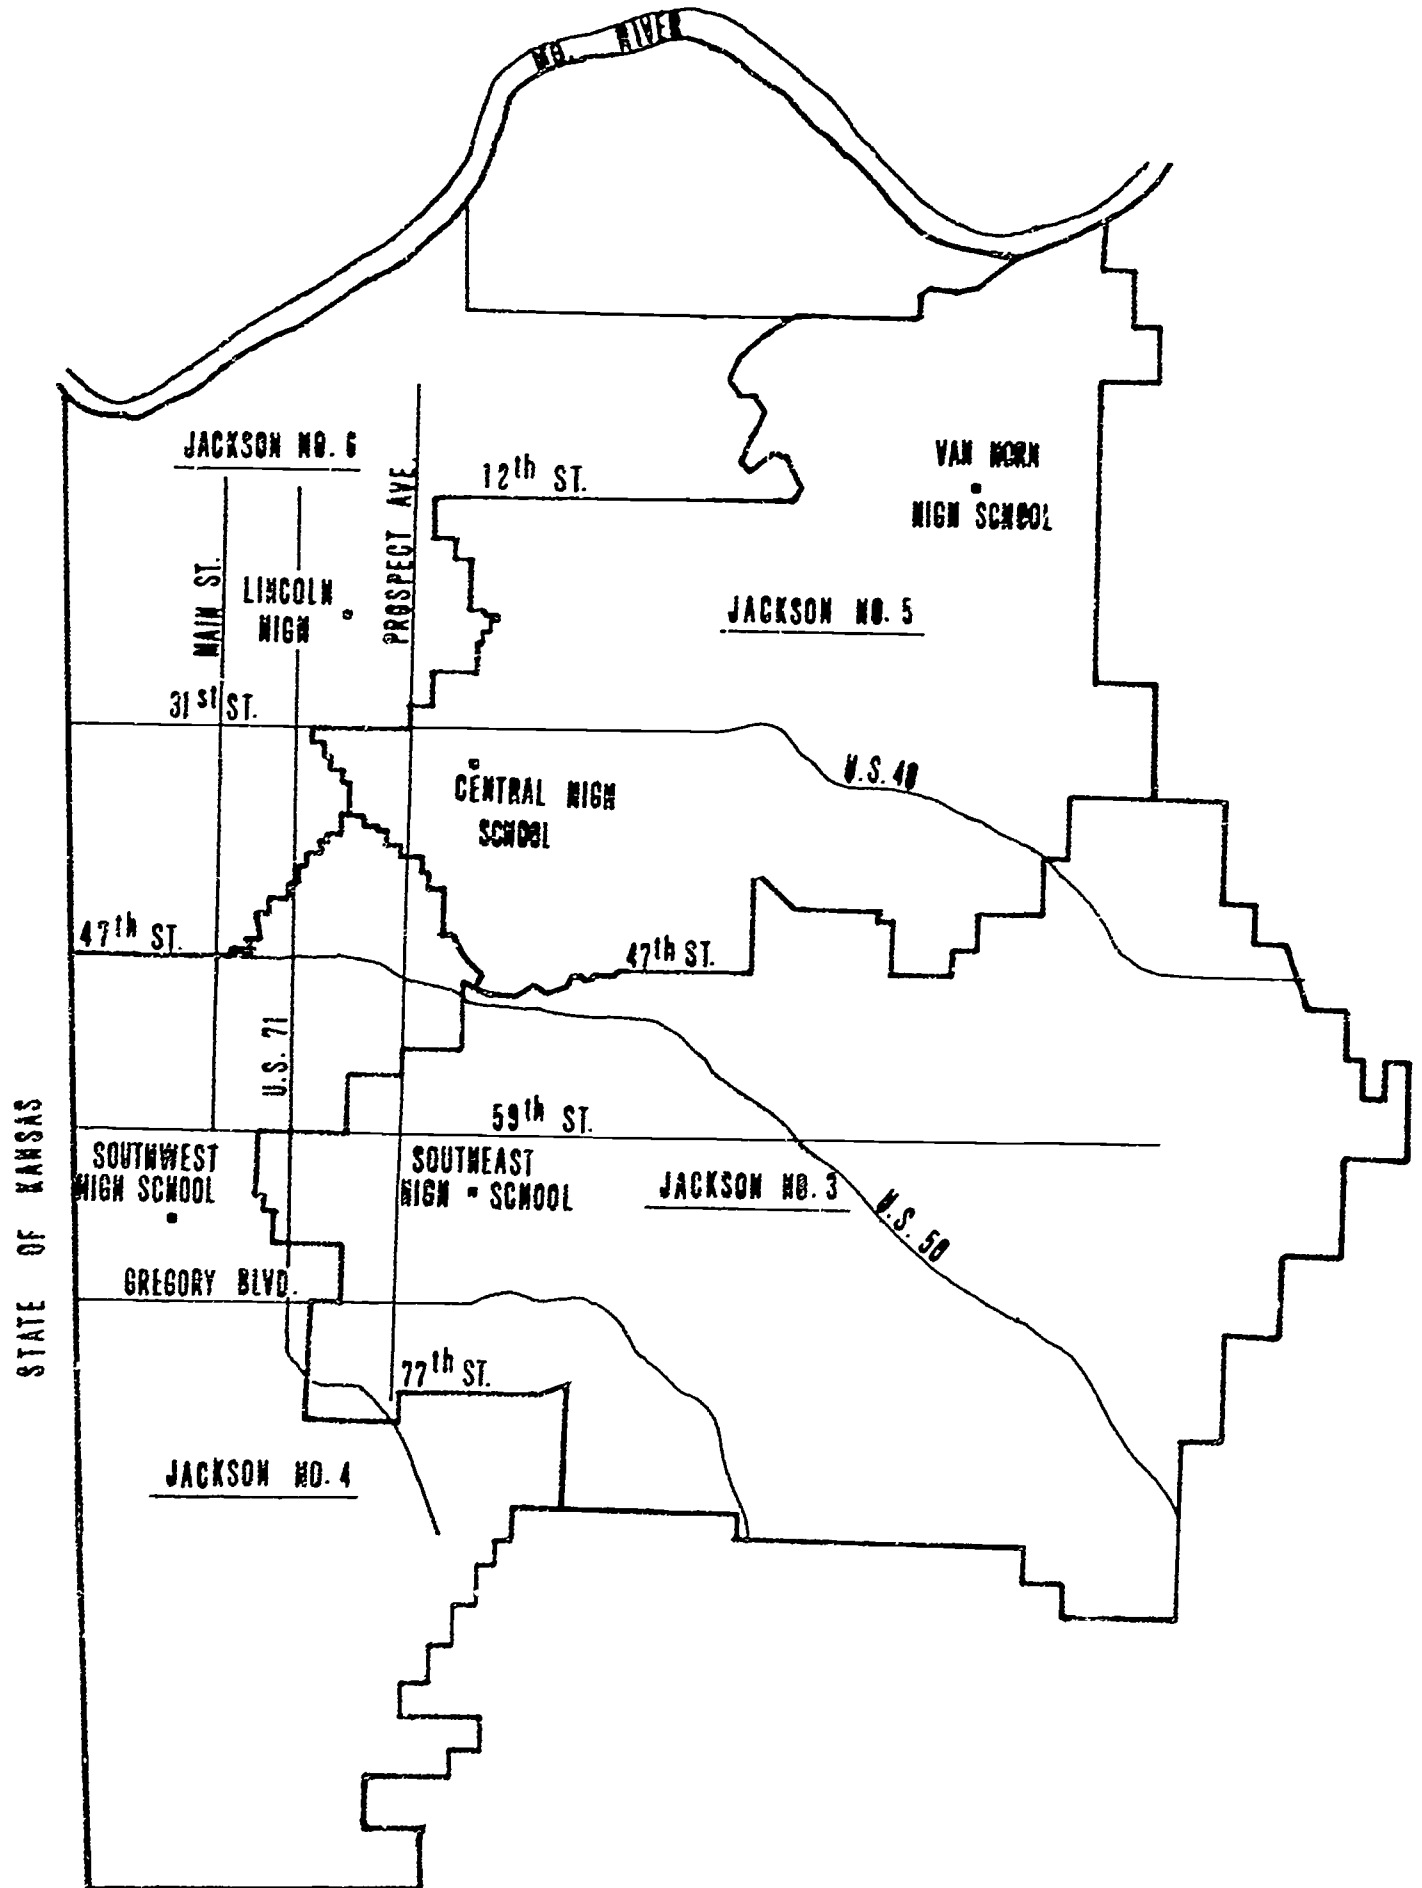 MO. RIVER
JACKSON NO. 6
PROSPECT AVE.
12th ST.
VAN HORN
HIGH SCHOOL
MAIN ST.
LINCOLN
HIGH
JACKSON NO. 5
31st ST.
U.S. 40
CENTRAL HIGH
SCHOOL
47th ST.
47th ST.
U.S. 71
STATE OF KANSAS
59th ST.
SOUTHWEST
HIGH SCHOOL
SOUTHEAST
HIGH SCHOOL
JACKSON NO. 3
U.S. 50
GREGORY BLVD.
77th ST.
JACKSON NO. 4